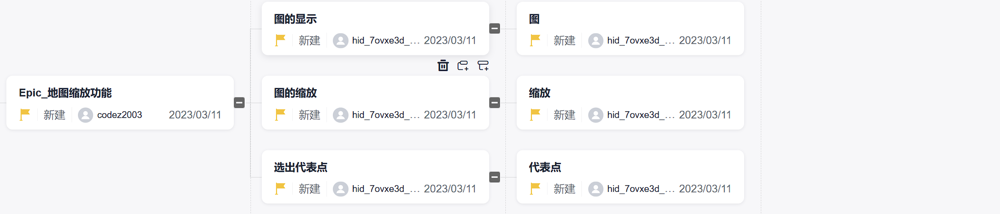 图的显示
新建 hid_7ovxe3d_... 2023/03/11
图
新建 hid_7ovxe3d_... 2023/03/11
Epic_地图缩放功能
新建 codez2003 2023/03/11
图的缩放
新建 hid_7ovxe3d_... 2023/03/11
缩放
新建 hid_7ovxe3d_... 2023/03/11
选出代表点
新建 hid_7ovxe3d_... 2023/03/11
代表点
新建 hid_7ovxe3d_... 2023/03/11